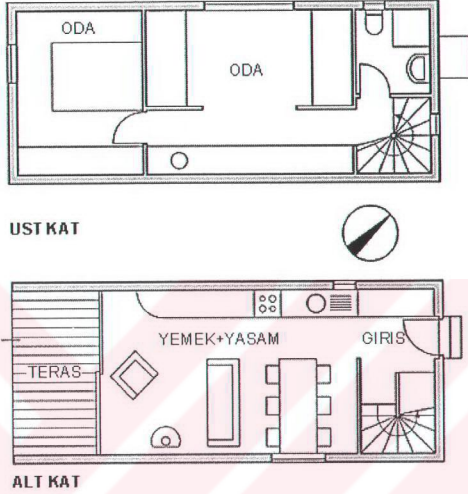 ODA
ODA
UST KAT
YEMEK+YASAM
GIRIS
TERAS
ALT KAT